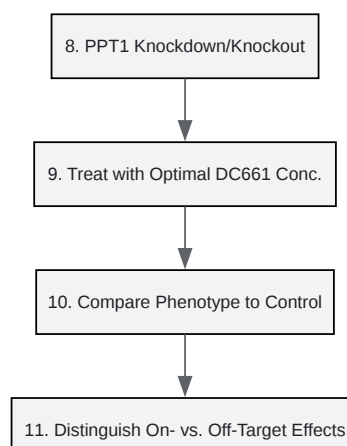 8. PPT1 Knockdown/Knockout
9. Treat with Optimal DC661 Conc.
10. Compare Phenotype to Control
11. Distinguish On- vs. Off-Target Effects